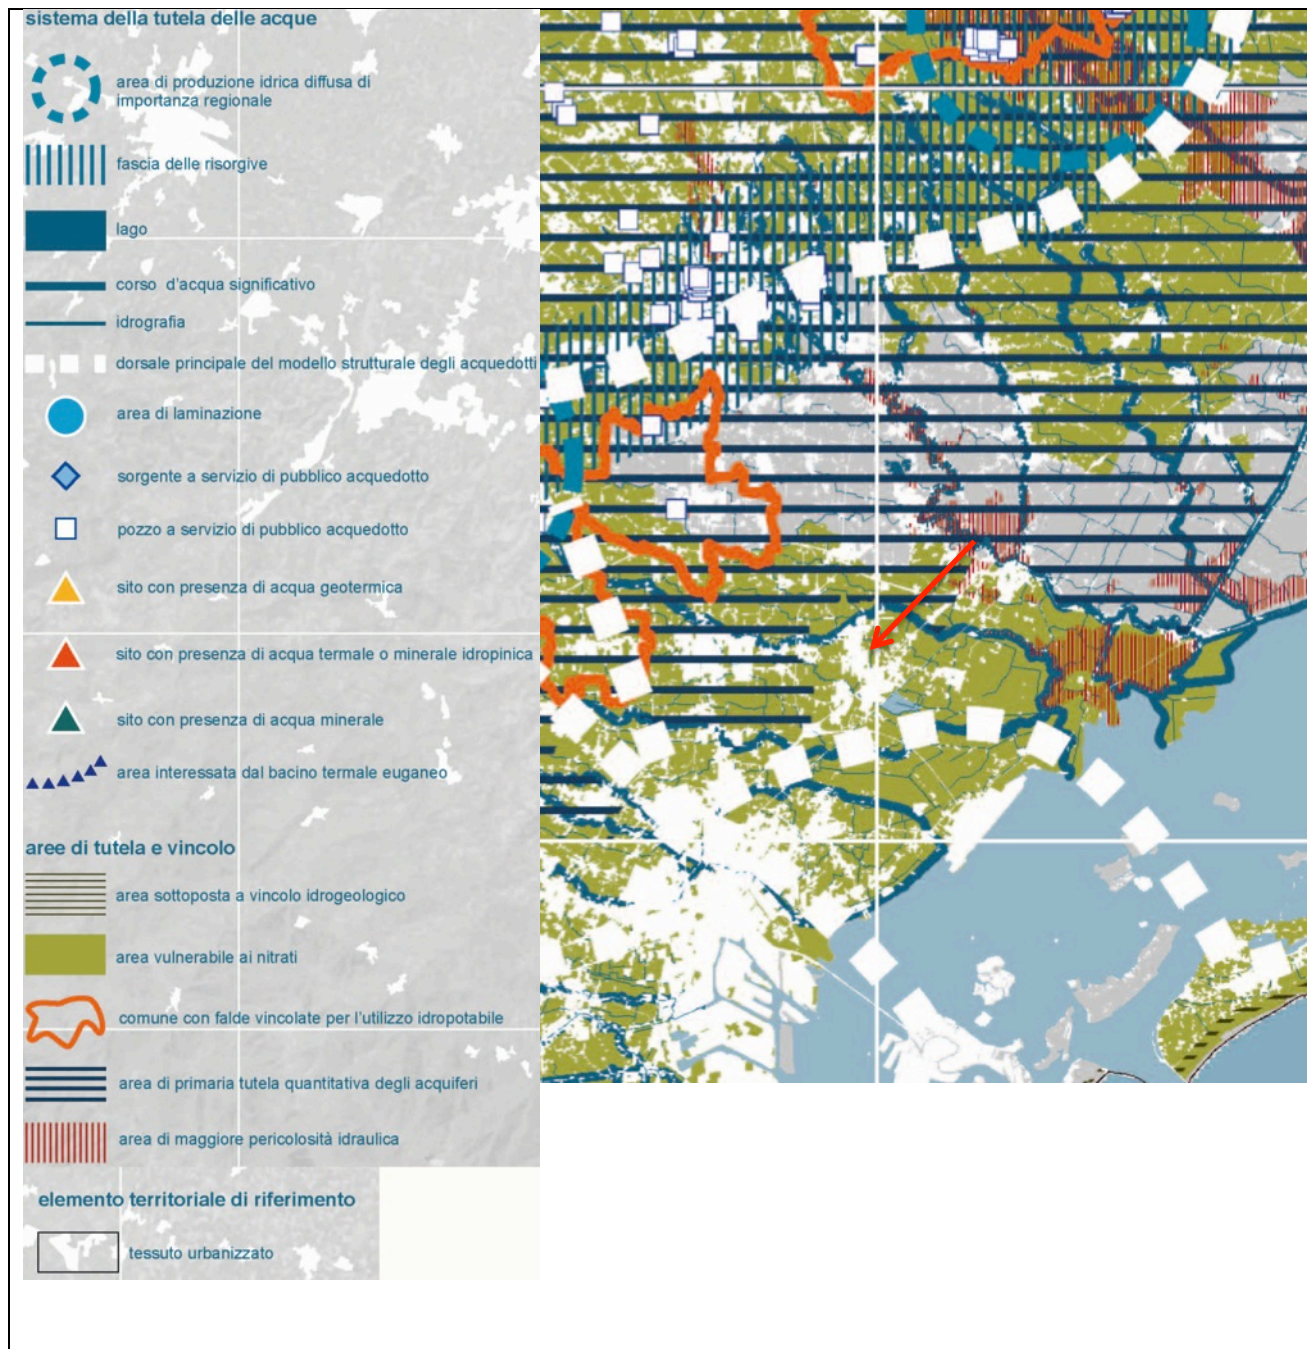 sistema della tutela delle acque
area di produzione idrica diffusa di
importanza regionale
fascia delle risorgive
lago
corso d'acqua significativo
idrografia
dorsale principale del modello strutturale degli acquedotti
area di laminazione
sorgente a servizio di pubblico acquedotto
pozzo a servizio di pubblico acquedotto
sito con presenza di acqua geotermica
sito con presenza di acqua termale o minerale idropinica
sito con presenza di acqua minerale
area interessata dal bacino termale euganeo
aree di tutela e vincolo
area sottoposta a vincolo idrogeologico
area vulnerabile ai nitrati
comune con falde vincolate per l'utilizzo idropotabile
area di primaria tutela quantitativa degli acquiferi
area di maggiore pericolosità idraulica
elemento territoriale di riferimento
tessuto urbanizzato